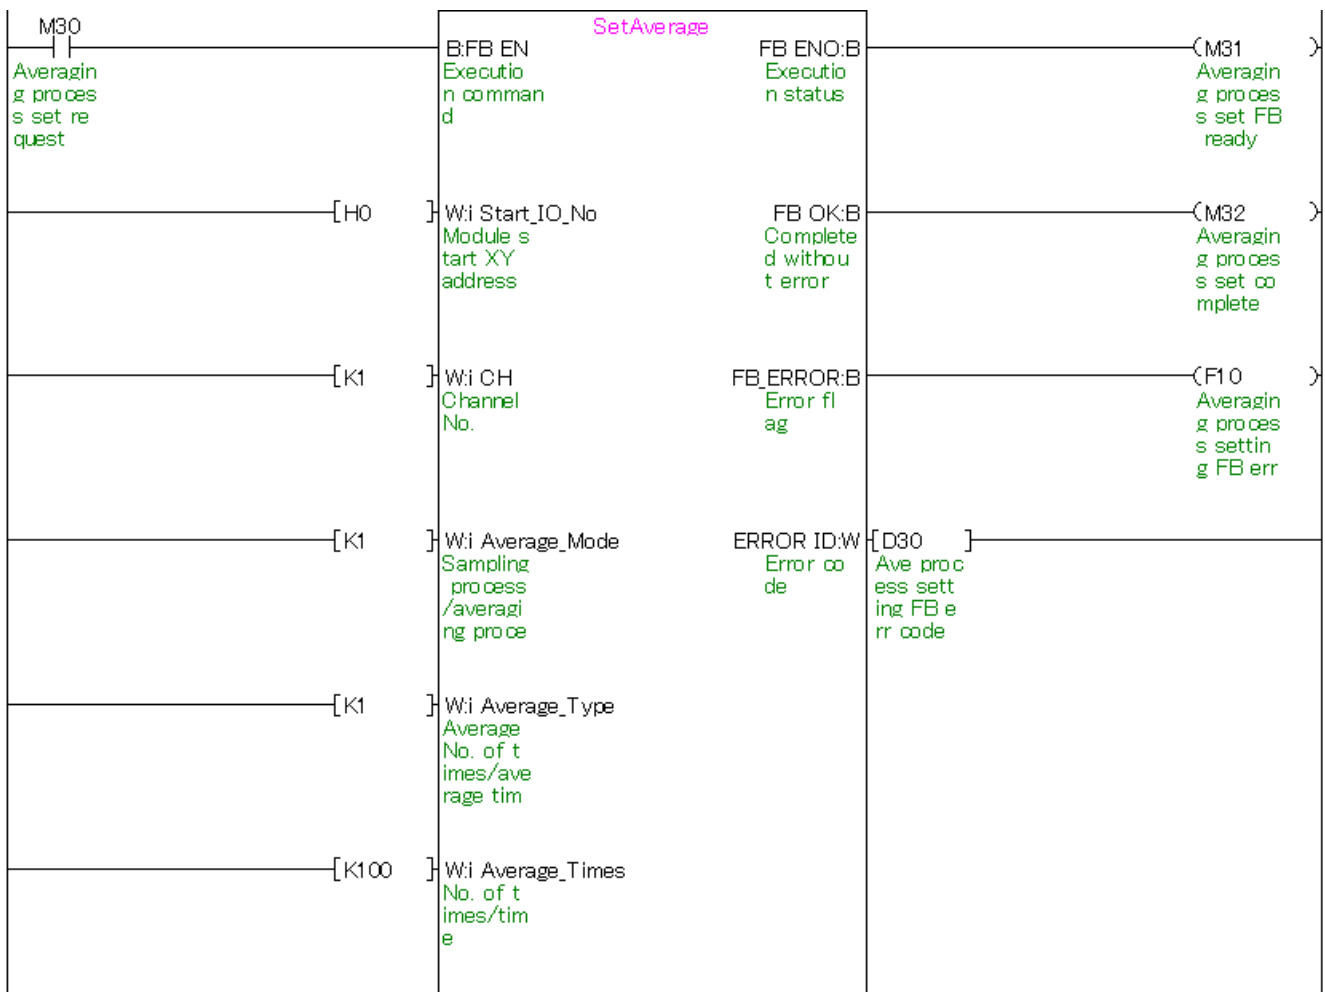 M30
SetAverage
B:FB EN
FB ENO:B
(M31 )
Averagin
g proces
s set re
quest
Executio
n comman
d
Executio
n status
Averagin
g proces
s set FB
ready
[H0 ]
W:i Start_IO_No
FB OK:B
(M32 )
Module s
tart XY
address
Complete
d withou
t error
Averagin
g proces
s set co
mplete
[K1 ]
W:i CH
FB_ERROR:B
(F10 )
Channel
No.
Error fl
ag
Averagin
g proces
s settin
g FB err
[K1 ]
W:i Average_Mode
ERROR ID:W
[D30 ]
Sampling
process
/averagi
ng proce
Error co
de
Ave proc
ess sett
ing FB e
rr code
[K1 ]
W:i Average_Type
Average
No. of t
imes/ave
rage tim
[K100 ]
W:i Average_Times
No. of t
imes/tim
e